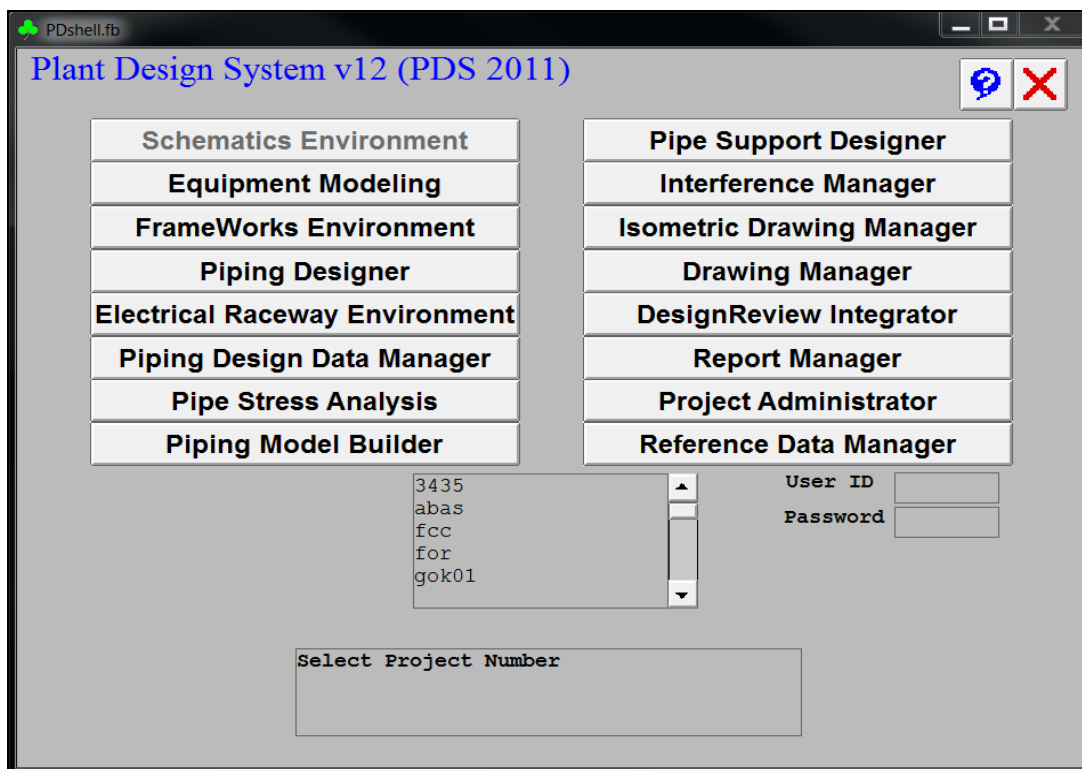 PDshell.fb
Plant Design System v12 (PDS 2011)
Schematics Environment
Pipe Support Designer
Equipment Modeling
Interference Manager
FrameWorks Environment
Isometric Drawing Manager
Piping Designer
Drawing Manager
Electrical Raceway Environment
DesignReview Integrator
Piping Design Data Manager
Report Manager
Pipe Stress Analysis
Project Administrator
Piping Model Builder
Reference Data Manager
3435
abas
fcc
for
gok01
User ID
Password
Select Project Number